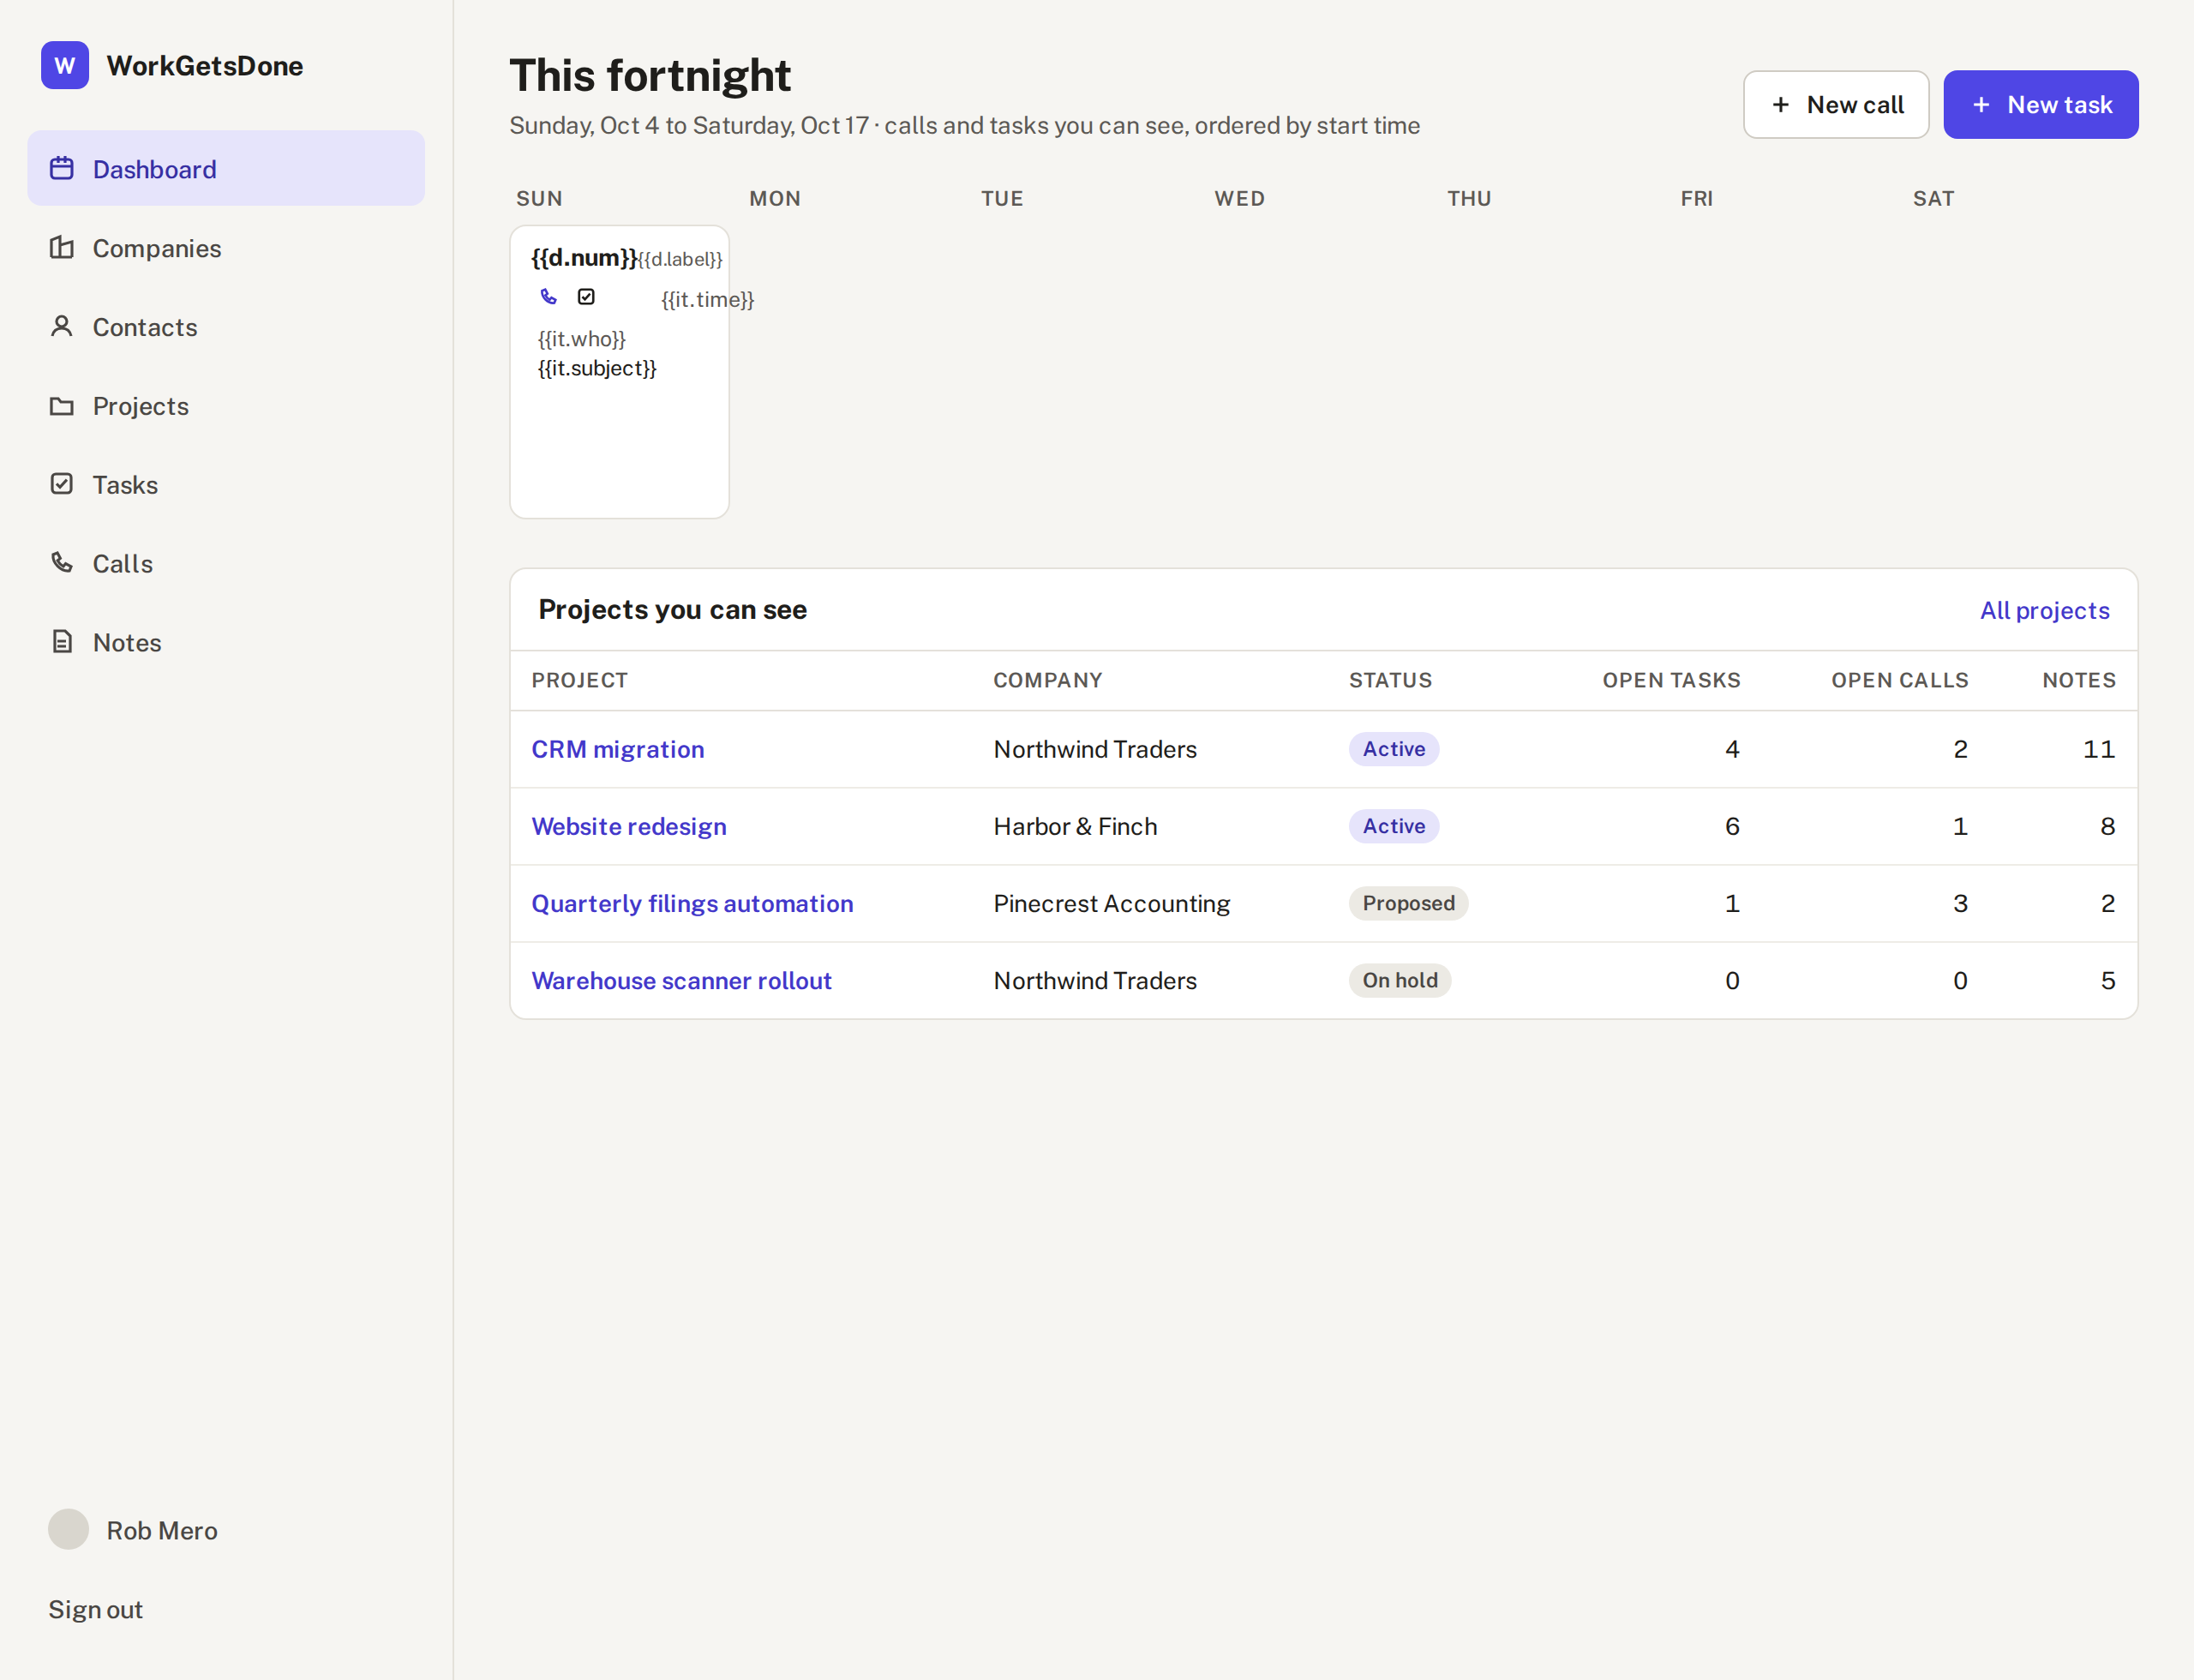 W WorkGetsDone
Dashboard
Companies
Contacts
Projects
Tasks
Calls
Notes
Rob Mero
Sign out
This fortnight
Sunday, Oct 4 to Saturday, Oct 17 · calls and tasks you can see, ordered by start time
+ New call
+ New task
SUN MON TUE WED THU FRI SAT
{{d.num}}{{d.label}}
{{it.time}}
{{it.who}}
{{it.subject}}
Projects you can see All projects
PROJECT COMPANY STATUS OPEN TASKS OPEN CALLS NOTES
CRM migration Northwind Traders Active 4 2 11
Website redesign Harbor & Finch Active 6 1 8
Quarterly filings automation Pinecrest Accounting Proposed 1 3 2
Warehouse scanner rollout Northwind Traders On hold 0 0 5